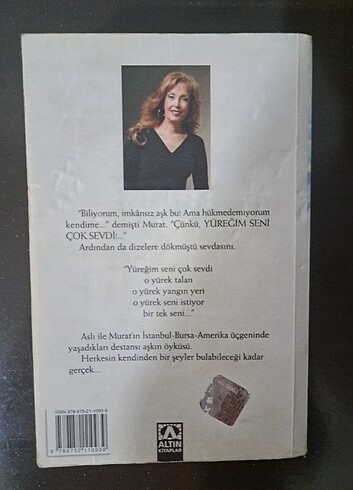 "Biliyorum, imkânsız aşk bu! Ama hükmedemiyorum
kendime..." demişti Murat. "Çünkü, YÜREĞİM SENİ
ÇOK SEVDİ!..."
Ardından da dizelere dökmüştü sevdasını.
"Yüreğim seni çok sevdi
o yürek talan
o yürek yangın yeri
o yürek seni istiyor
bir tek seni..."
Aslı ile Murat'ın İstanbul-Bursa-Amerika üçgeninde
yaşadıkları destansı aşkın öyküsü.
Herkesin kendinden bir şeyler bulabileceği kadar
gerçek...
ALTIN
KİTAPLAR